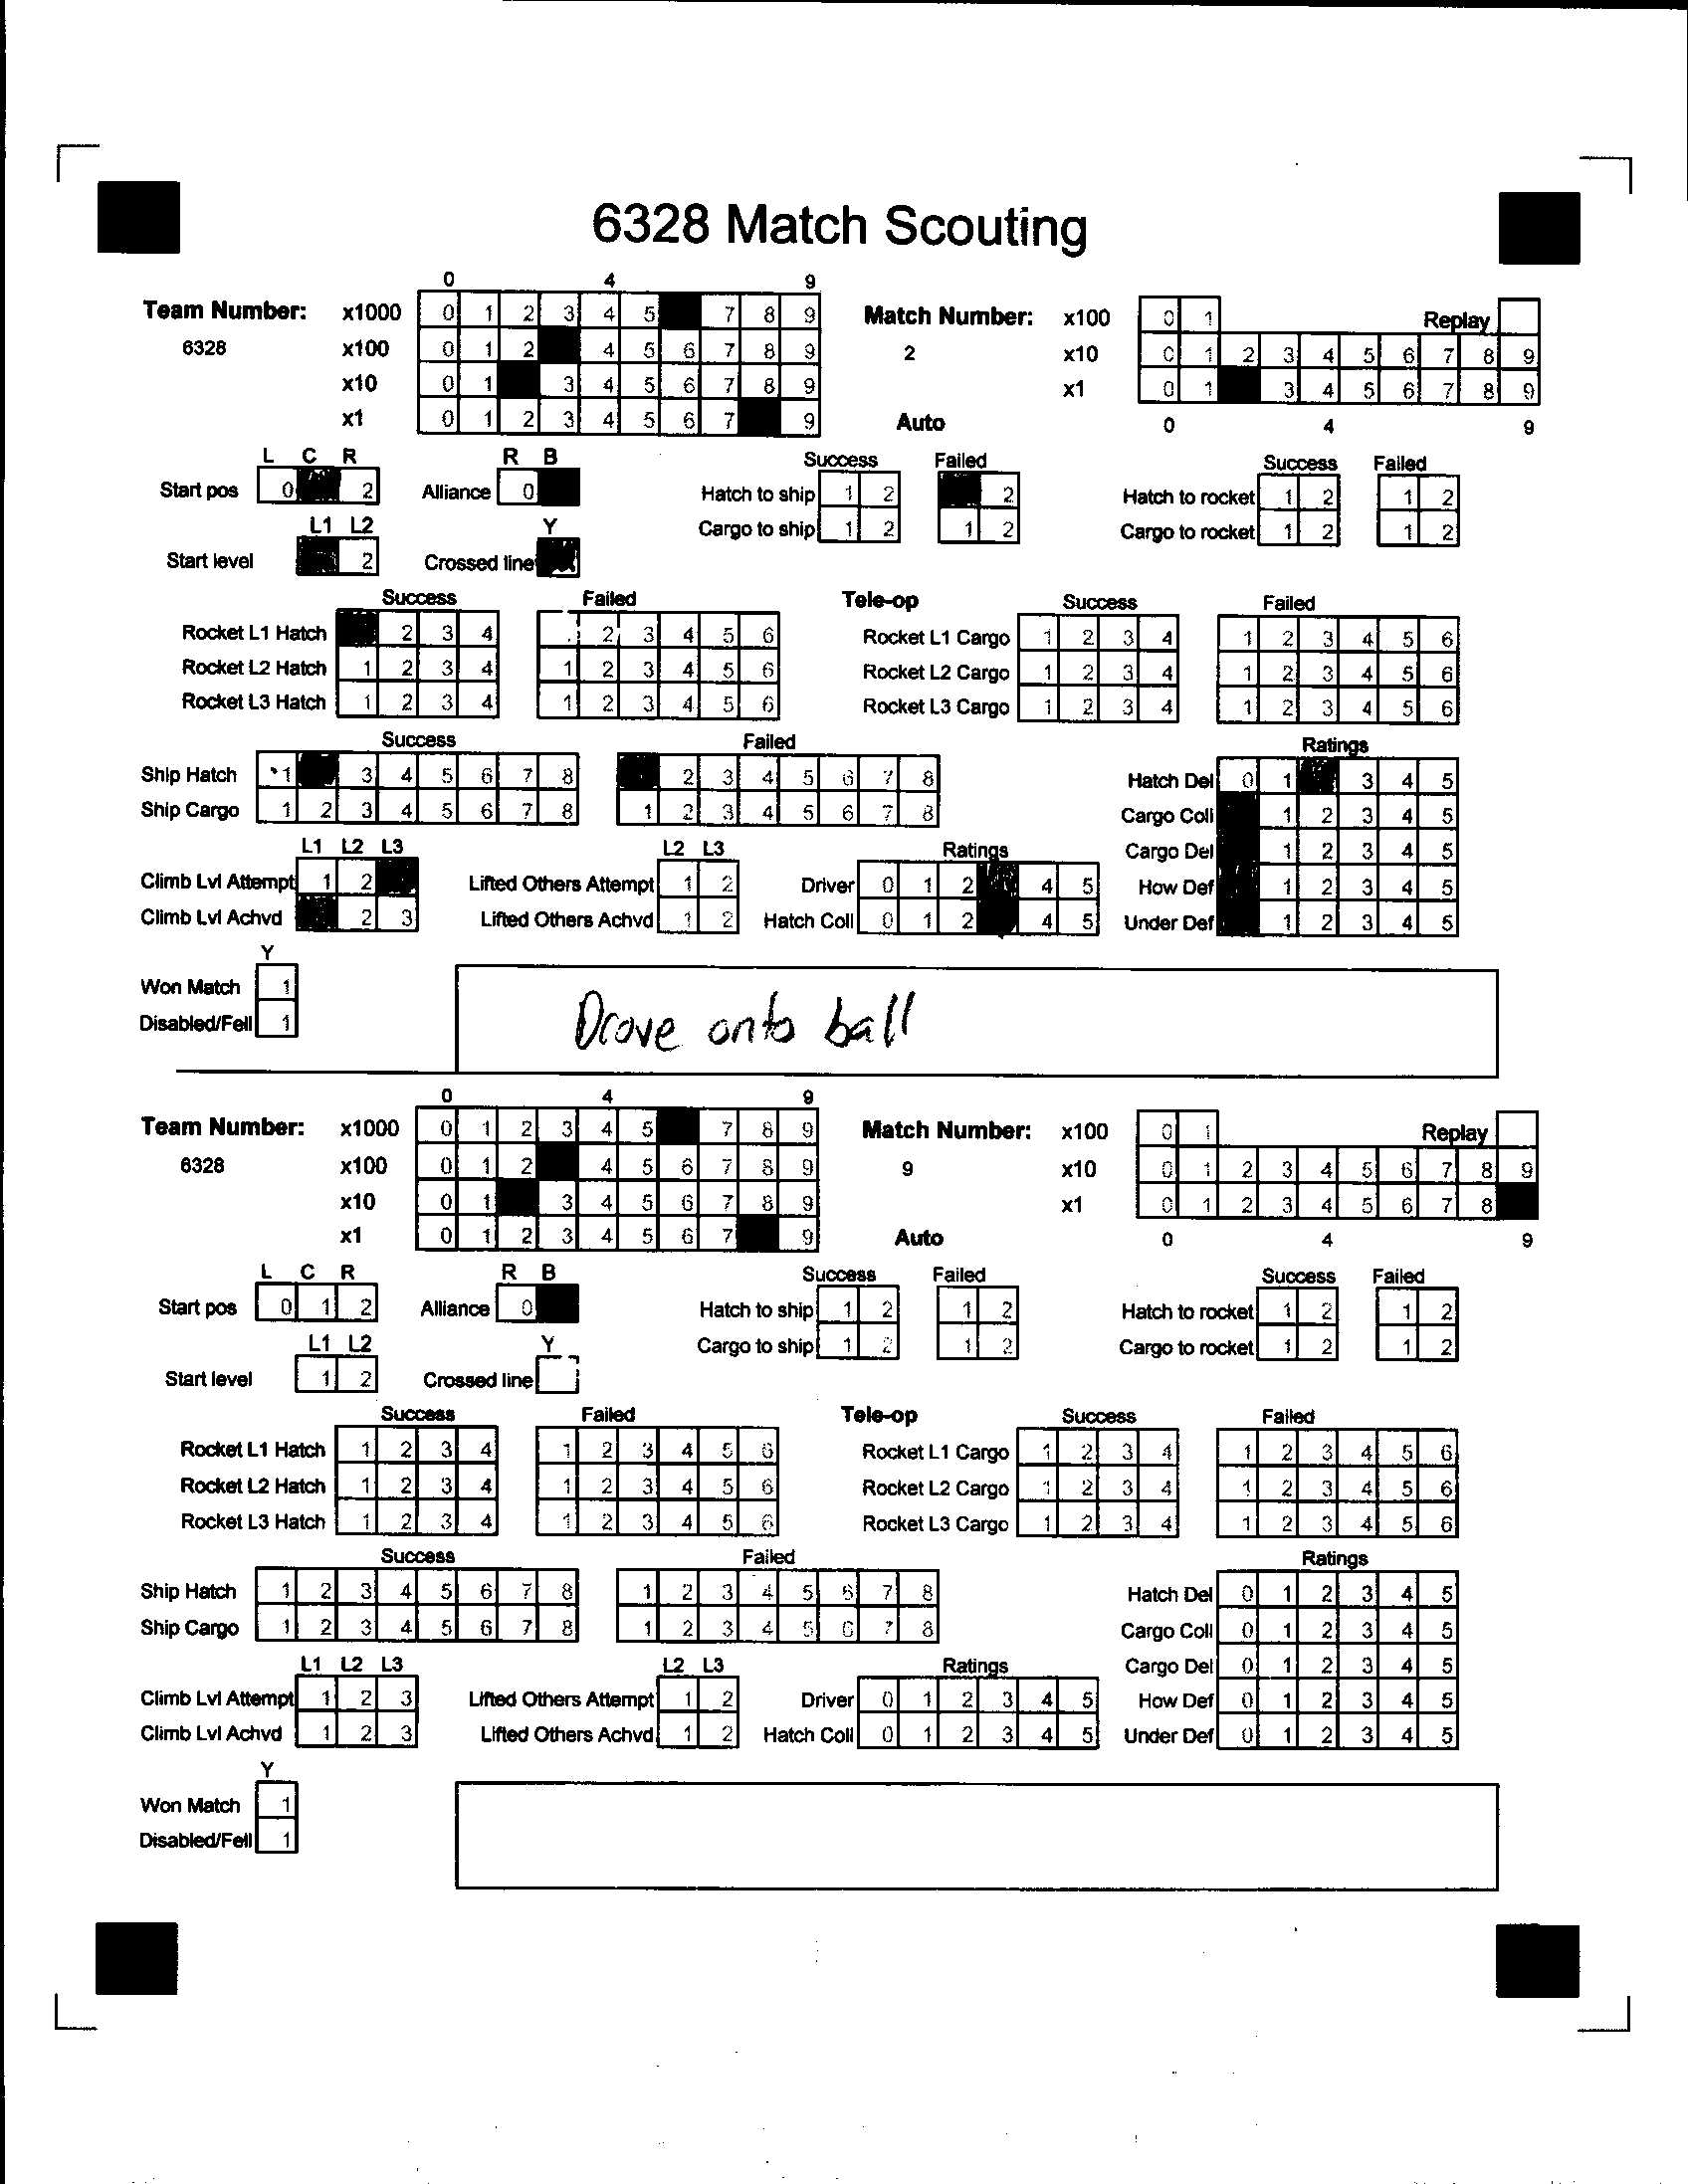 6328 Match Scouting
0 4 9
Team Number: x1000 0 1 2 3 4 5 7 8 9 Match Number: x100 0 1 Replay
6328 x100 0 1 2 4 5 6 7 8 9 2 x10 0 1 2 3 4 5 6 7 8 9
x10 0 1 3 4 5 6 7 8 9 x1 0 1 3 4 5 6 7 8 9
x1 0 1 2 3 4 5 6 7 9 Auto 0 4 9
L C R R B Success Failed Success Failed
Start pos 0 2 Alliance 0 Hatch to ship 1 2 2 Hatch to rocket 1 2 1 2
L1 L2 Y Cargo to ship 1 2 1 2 Cargo to rocket 1 2 1 2
Start level 2 Crossed line
Success Failed Tele-op Success Failed
Rocket L1 Hatch 2 3 4 2 3 4 5 6 Rocket L1 Cargo 1 2 3 4 1 2 3 4 5 6
Rocket L2 Hatch 1 2 3 4 1 2 3 4 5 6 Rocket L2 Cargo 1 2 3 4 1 2 3 4 5 6
Rocket L3 Hatch 1 2 3 4 1 2 3 4 5 6 Rocket L3 Cargo 1 2 3 4 1 2 3 4 5 6
Success Failed Ratings
Ship Hatch 1 3 4 5 6 7 8 2 3 4 5 6 7 8 Hatch Del 0 1 3 4 5
Ship Cargo 1 2 3 4 5 6 7 8 1 2 3 4 5 6 7 8 Cargo Coll 1 2 3 4 5
L1 L2 L3 L2 L3 Ratings Cargo Del 1 2 3 4 5
Climb Lvl Attempt 1 2 Lifted Others Attempt 1 2 Driver 0 1 2 4 5 How Def 1 2 3 4 5
Climb Lvl Achvd 2 3 Lifted Others Achvd 1 2 Hatch Coll 0 1 2 4 5 Under Def 1 2 3 4 5
Y
Won Match 1
Disabled/Fell 1
Drove onto ball
0 4 9
Team Number: x1000 0 1 2 3 4 5 7 8 9 Match Number: x100 0 1 Replay
6328 x100 0 1 2 4 5 6 7 8 9 9 x10 0 1 2 3 4 5 6 7 8 9
x10 0 1 3 4 5 6 7 8 9 x1 0 1 2 3 4 5 6 7 8
x1 0 1 2 3 4 5 6 7 9 Auto 0 4 9
L C R R B Success Failed Success Failed
Start pos 0 1 2 Alliance 0 Hatch to ship 1 2 1 2 Hatch to rocket 1 2 1 2
L1 L2 Y Cargo to ship 1 2 1 2 Cargo to rocket 1 2 1 2
Start level 1 2 Crossed line
Success Failed Tele-op Success Failed
Rocket L1 Hatch 1 2 3 4 1 2 3 4 5 6 Rocket L1 Cargo 1 2 3 4 1 2 3 4 5 6
Rocket L2 Hatch 1 2 3 4 1 2 3 4 5 6 Rocket L2 Cargo 1 2 3 4 1 2 3 4 5 6
Rocket L3 Hatch 1 2 3 4 1 2 3 4 5 6 Rocket L3 Cargo 1 2 3 4 1 2 3 4 5 6
Success Failed Ratings
Ship Hatch 1 2 3 4 5 6 7 8 1 2 3 4 5 6 7 8 Hatch Del 0 1 2 3 4 5
Ship Cargo 1 2 3 4 5 6 7 8 1 2 3 4 5 6 7 8 Cargo Coll 0 1 2 3 4 5
L1 L2 L3 L2 L3 Ratings Cargo Del 0 1 2 3 4 5
Climb Lvl Attempt 1 2 3 Lifted Others Attempt 1 2 Driver 0 1 2 3 4 5 How Def 0 1 2 3 4 5
Climb Lvl Achvd 1 2 3 Lifted Others Achvd 1 2 Hatch Coll 0 1 2 3 4 5 Under Def 0 1 2 3 4 5
Y
Won Match 1
Disabled/Fell 1